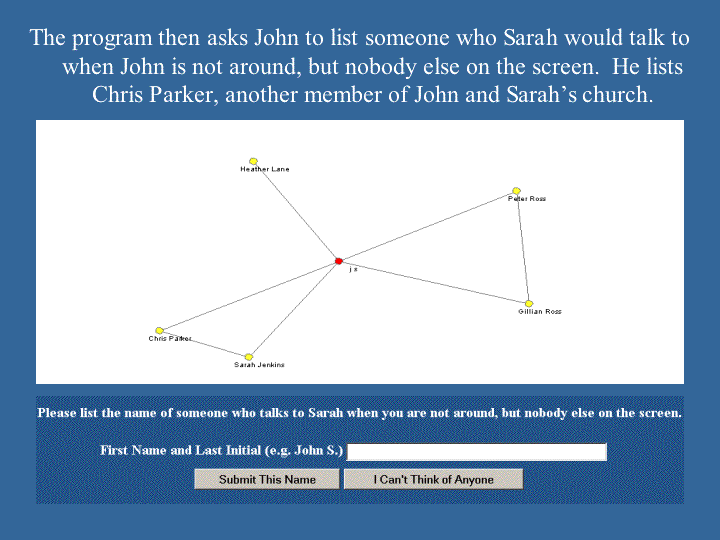 The program then asks John to list someone who Sarah would talk to
when John is not around, but nobody else on the screen.  He lists
Chris Parker, another member of John and Sarah’s church.
Heather Lane
Peter Ross
j s
Gillian Ross
Chris Parker
Sarah Jenkins
Please list the name of someone who talks to Sarah when you are not around, but nobody else on the screen.
First Name and Last Initial (e.g. John S.)
Submit This Name
I Can't Think of Anyone